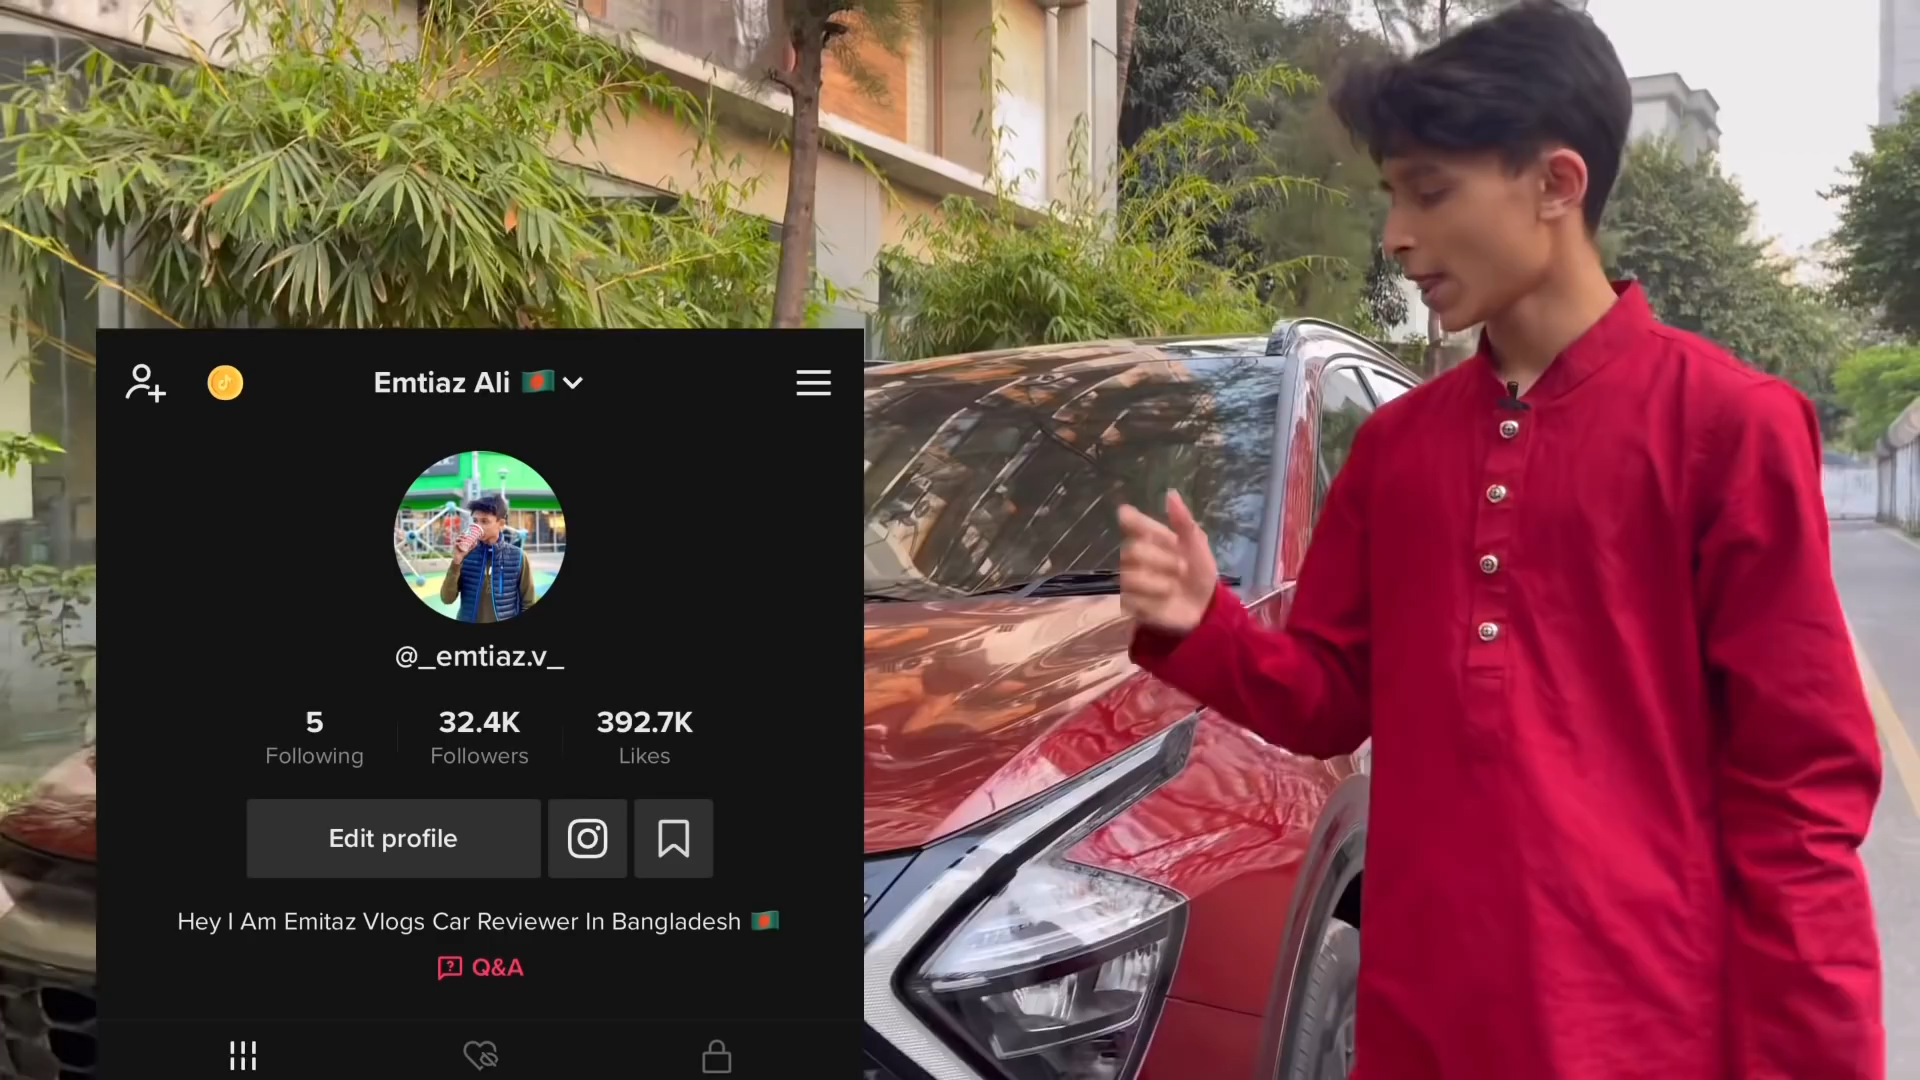 Emtiaz Ali 🇧🇩
@_emtiaz.v_
5 32.4K 392.7K
Following Followers Likes
Edit profile
Hey I Am Emitaz Vlogs Car Reviewer In Bangladesh 🇧🇩
Q&A